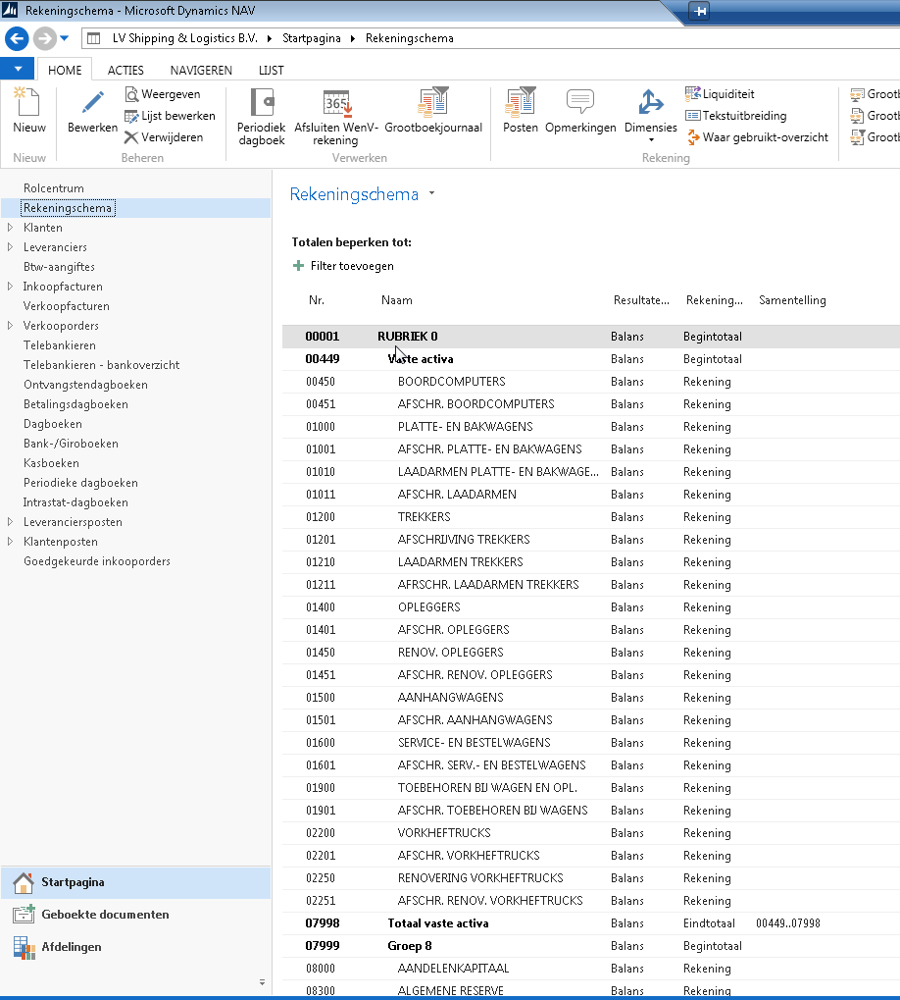 Rekeningschema - Microsoft Dynamics NAV
LV Shipping & Logistics B.V. Startpagina Rekeningschema
HOME ACTIES NAVIGEREN LIJST
Nieuw
Bewerken
Weergeven
Lijst bewerken
Verwijderen
Periodiek dagboek
365
Afsluiten WenV-rekening
Grootboekjournaal
Posten
Opmerkingen
Dimensies
Liquiditeit
Tekstuitbreiding
Waar gebruikt-overzicht
Nieuw Beheren Verwerken Rekening
Rolcentrum
Rekeningschema
Klanten
Leveranciers
Btw-aangiftes
Inkoopfacturen
Verkoopfacturen
Verkooporders
Telebankieren
Telebankieren - bankoverzicht
Ontvangstendagboeken
Betalingsdagboeken
Dagboeken
Bank-/Giroboeken
Kasboeken
Periodieke dagboeken
Intrastat-dagboeken
Leveranciersposten
Klantenposten
Goedgekeurde inkooporders
Startpagina
Geboekte documenten
Afdelingen
Rekeningschema
Totalen beperken tot:
Filter toevoegen
Nr. Naam Resultate... Rekening... Samentelling
00001 RUBRIEK 0 Balans Begintotaal
00449 Vaste activa Balans Begintotaal
00450 BOORDCOMPUTERS Balans Rekening
00451 AFSCHR. BOORDCOMPUTERS Balans Rekening
01000 PLATTE- EN BAKWAGENS Balans Rekening
01001 AFSCHR. PLATTE- EN BAKWAGENS Balans Rekening
01010 LAADARMEN PLATTE- EN BAKWAGE... Balans Rekening
01011 AFSCHR. LAADARMEN Balans Rekening
01200 TREKKERS Balans Rekening
01201 AFSCHRIJVING TREKKERS Balans Rekening
01210 LAADARMEN TREKKERS Balans Rekening
01211 AFRSCHR. LAADARMEN TREKKERS Balans Rekening
01400 OPLEGGERS Balans Rekening
01401 AFSCHR. OPLEGGERS Balans Rekening
01450 RENOV. OPLEGGERS Balans Rekening
01451 AFSCHR. RENOV. OPLEGGERS Balans Rekening
01500 AANHANGWAGENS Balans Rekening
01501 AFSCHR. AANHANGWAGENS Balans Rekening
01600 SERVICE- EN BESTELWAGENS Balans Rekening
01601 AFSCHR. SERV.- EN BESTELWAGENS Balans Rekening
01900 TOEBEHOREN BIJ WAGEN EN OPL. Balans Rekening
01901 AFSCHR. TOEBEHOREN BIJ WAGENS Balans Rekening
02200 VORKHEFTRUCKS Balans Rekening
02201 AFSCHR. VORKHEFTRUCKS Balans Rekening
02250 RENOVERING VORKHEFTRUCKS Balans Rekening
02251 AFSCHR. RENOV. VORKHEFTRUCKS Balans Rekening
07998 Totaal vaste activa Balans Eindtotaal 00449..07998
07999 Groep 8 Balans Begintotaal
08000 AANDELENKAPITAAL Balans Rekening
08300 ALGEMENE RESERVE Balans Rekening